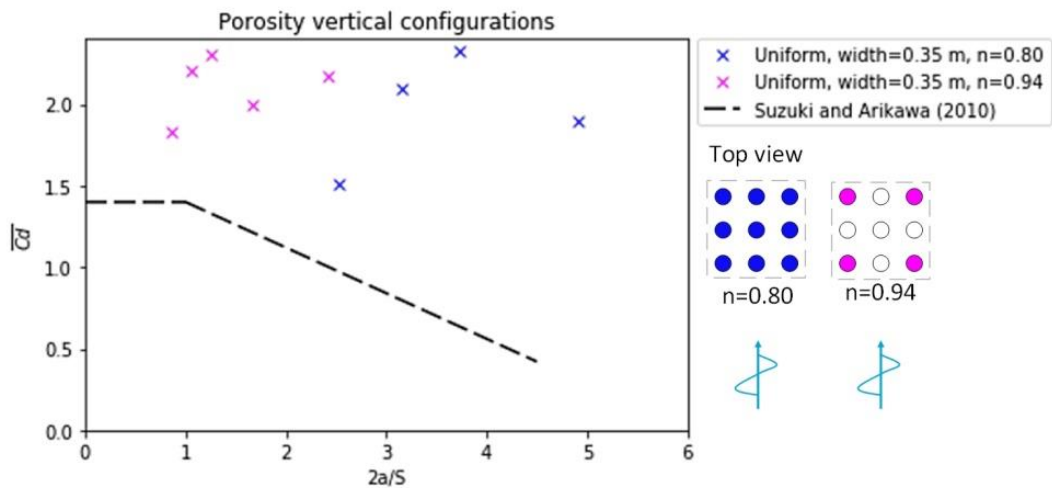 Porosity vertical configurations
Uniform, width=0.35 m, n=0.80
Uniform, width=0.35 m, n=0.94
Suzuki and Arikawa (2010)
2.0
1.5
1.0
0.5
0.0
Cd
0 1 2 3 4 5 6
2a/S
Top view
n=0.80
n=0.94